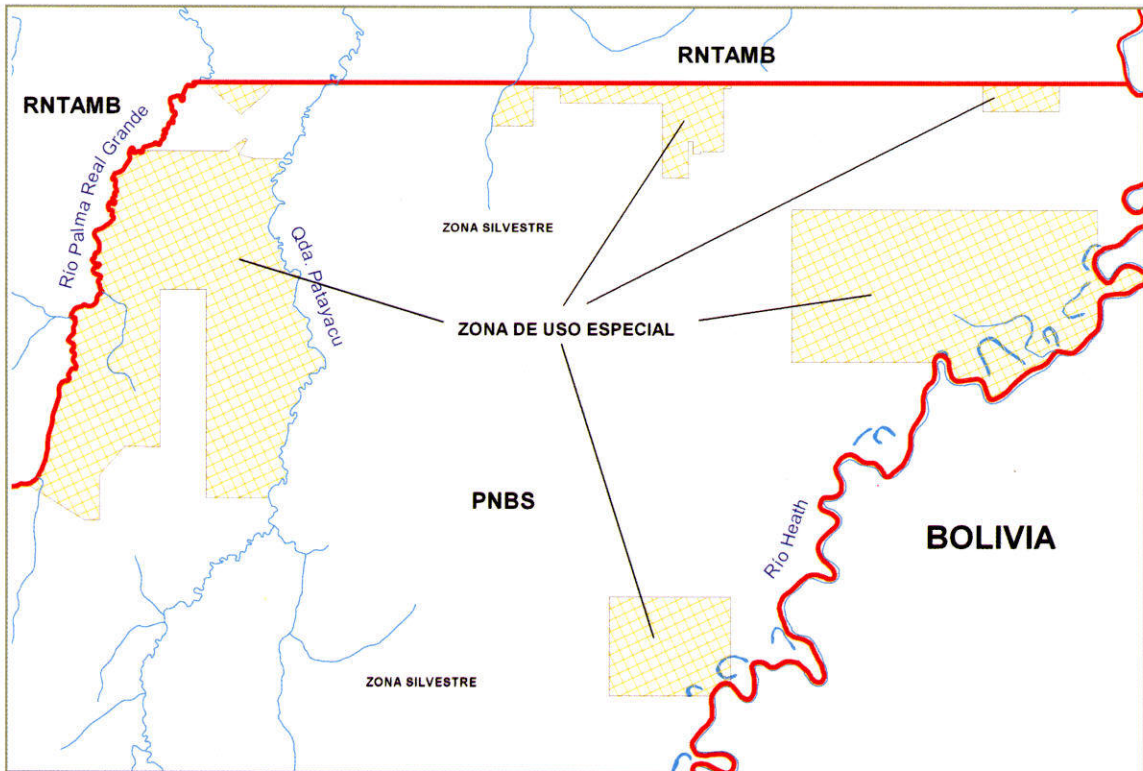 RNTAMB
RNTAMB
Río Palma Real Grande
ZONA SILVESTRE
Qda. Patayacu
ZONA DE USO ESPECIAL
PNBS
Río Heath
BOLIVIA
ZONA SILVESTRE